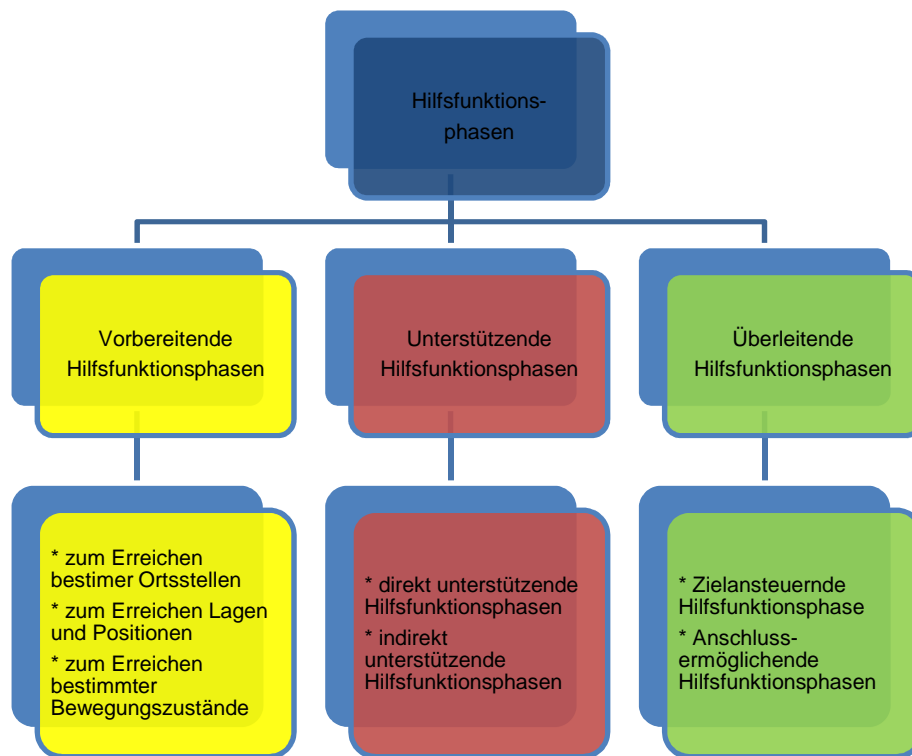 Hilfsfunktions-
phasen
Vorbereitende
Hilfsfunktionsphasen
Unterstützende
Hilfsfunktionsphasen
Überleitende
Hilfsfunktionsphasen
* zum Erreichen
bestimer Ortsstellen
* zum Erreichen Lagen
und Positionen
* zum Erreichen
bestimmter
Bewegungszustände
* direkt unterstützende
Hilfsfunktionsphasen
* indirekt
unterstützende
Hilfsfunktionsphasen
* Zielansteuernde
Hilfsfunktionsphase
* Anschluss-
ermöglichende
Hilfsfunktionsphasen